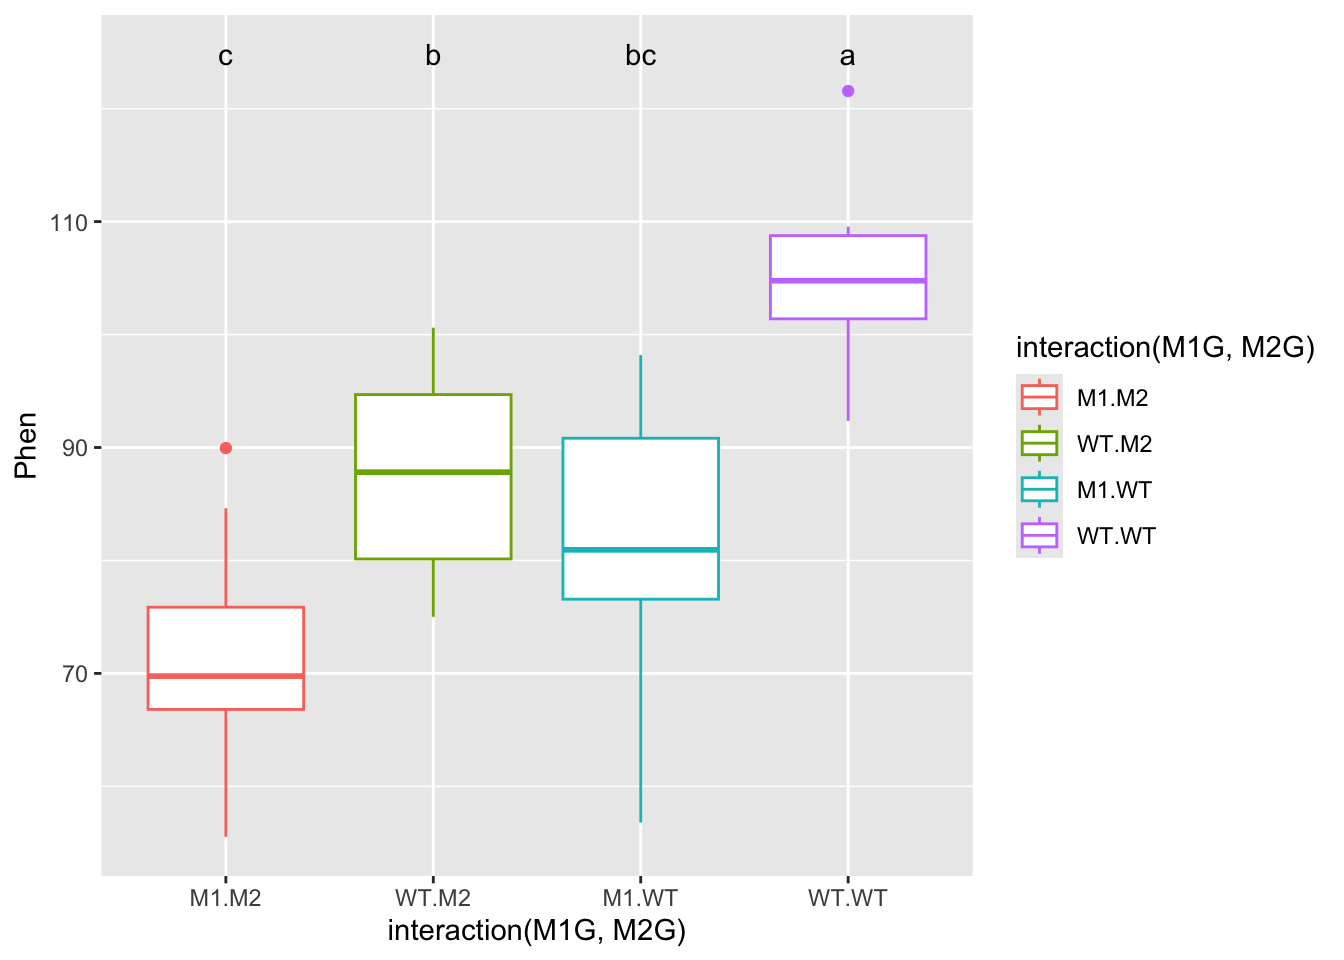 c b bc a
110
90
70
Phen
M1.M2 WT.M2 M1.WT WT.WT
interaction(M1G, M2G)
interaction(M1G, M2G)
M1.M2
WT.M2
M1.WT
WT.WT